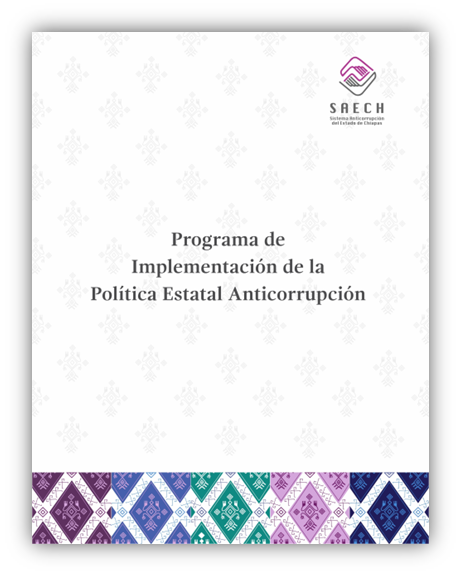 SAECH
Sistema Anticorrupción
del Estado de Chiapas
Programa de
Implementación de la
Política Estatal Anticorrupción